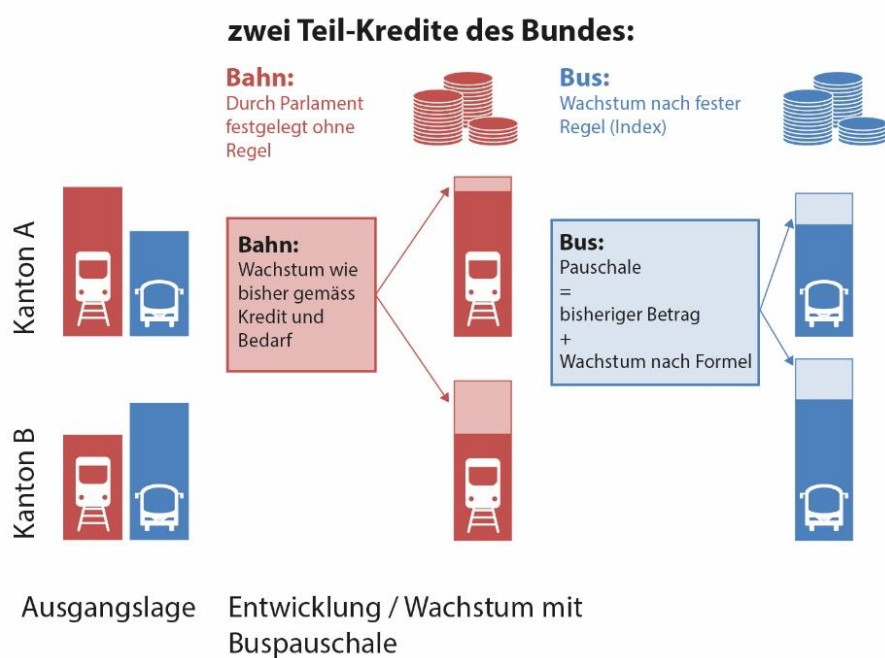 zwei Teil-Kredite des Bundes:
Bahn:
Durch Parlament
festgelegt ohne
Regel
Bus:
Wachstum nach fester
Regel (Index)
Kanton A
Bahn:
Wachstum wie
bisher gemäss
Kredit und
Bedarf
Bus:
Pauschale
=
bisheriger Betrag
+
Wachstum nach Formel
Kanton B
Ausgangslage
Entwicklung / Wachstum mit
Buspauschale